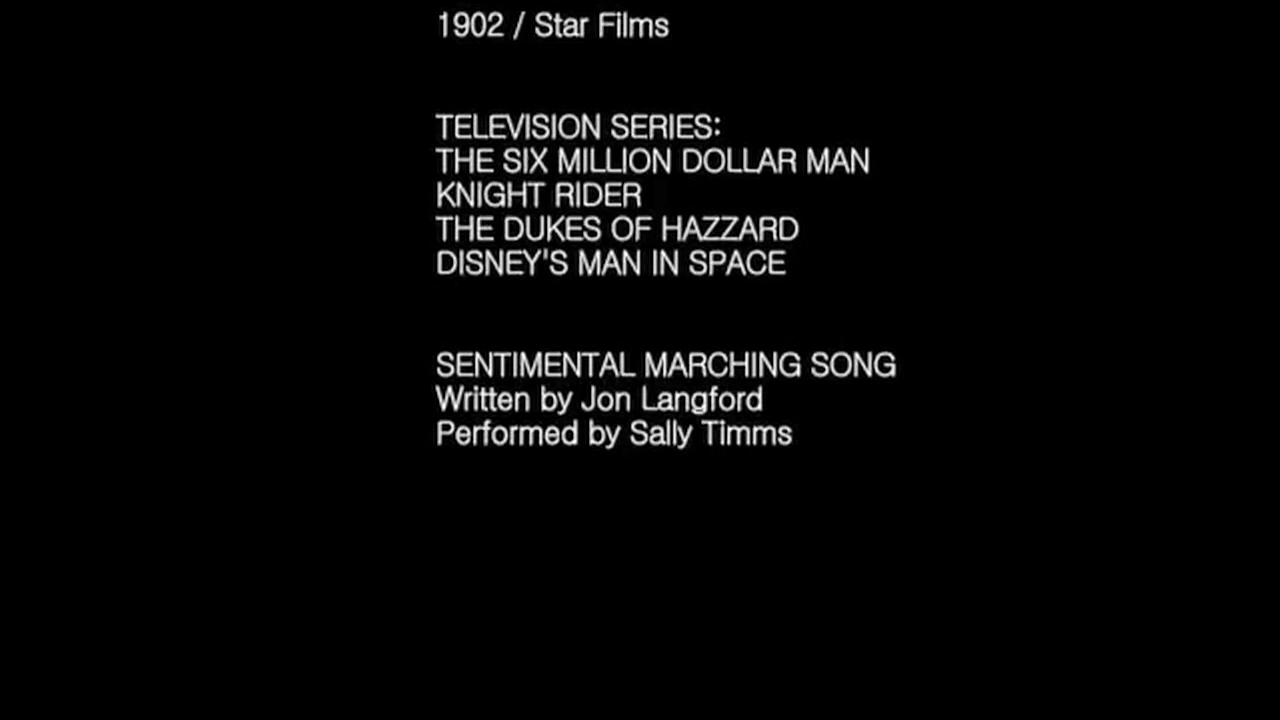 1902 / Star Films
TELEVISION SERIES:
THE SIX MILLION DOLLAR MAN
KNIGHT RIDER
THE DUKES OF HAZZARD
DISNEY'S MAN IN SPACE
SENTIMENTAL MARCHING SONG
Written by Jon Langford
Performed by Sally Timms